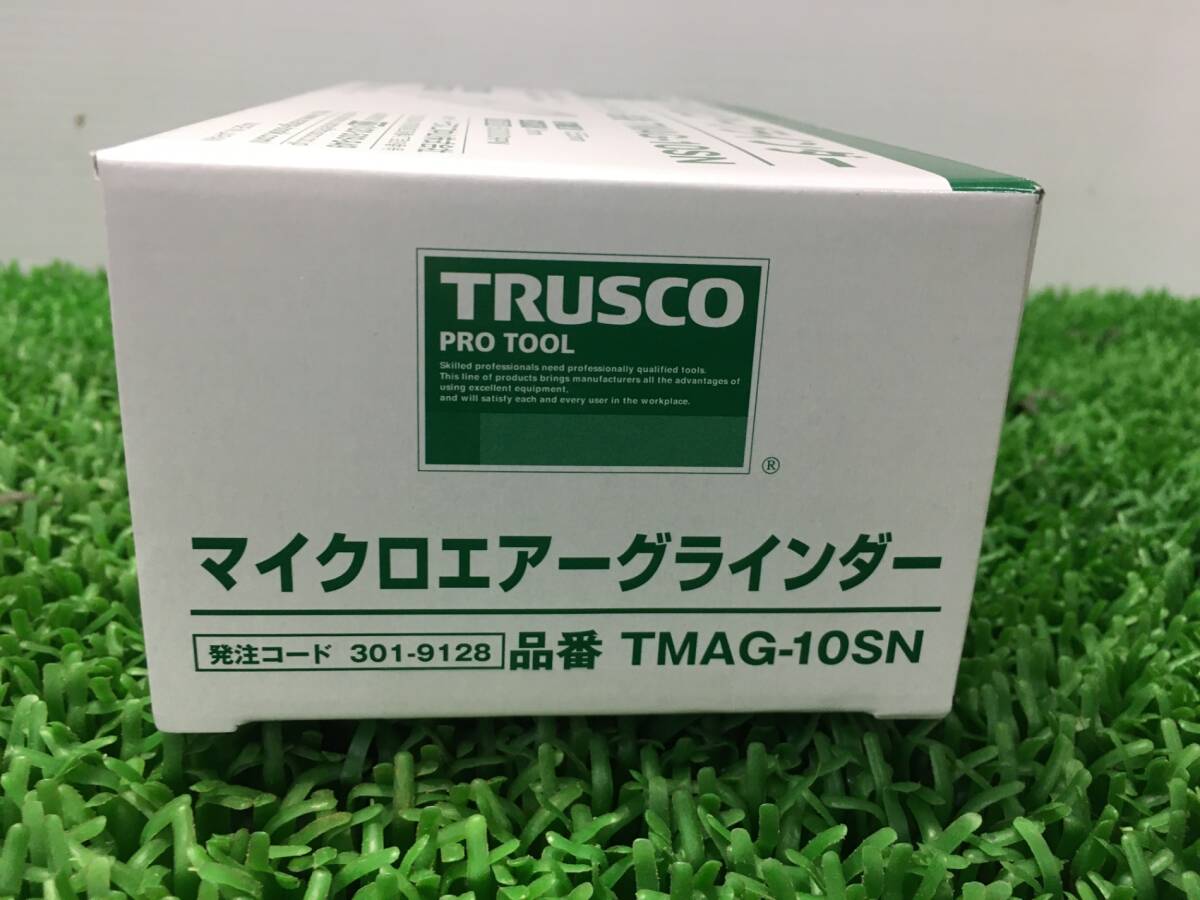 TMAG-10SN
TRUSCO
PRO TOOL
Skilled professionals need professionally qualified tools.
This line of products brings manufacturers all the advantages of
using excellent equipment,
and will satisfy each and every user in the workplace.
®
マイクロエアーグラインダー
発注コード 301-9128 品番 TMAG-10SN